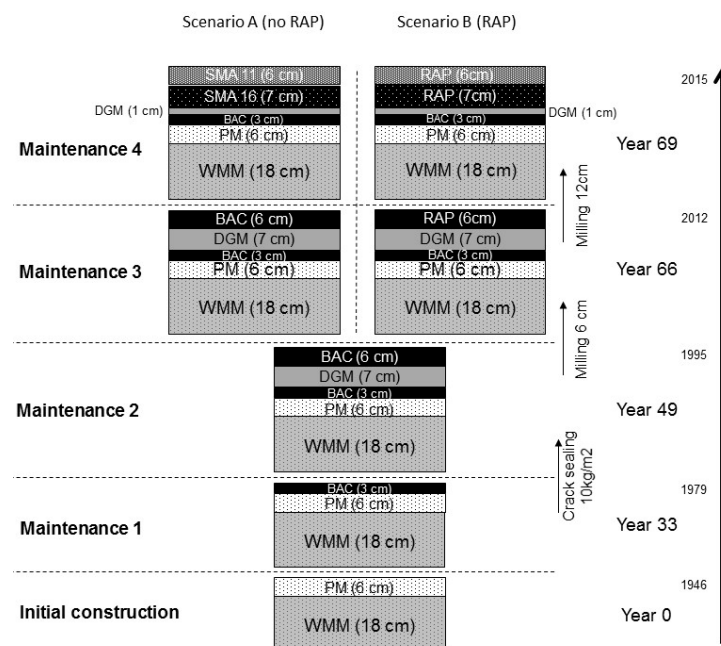 Scenario A (no RAP)
Scenario B (RAP)
SMA 11 (6 cm)
RAP (6cm)
2015
SMA 16 (7 cm)
RAP (7cm)
DGM (1 cm)
DGM (1 cm)
BAC (3 cm)
BAC (3 cm)
PM (6 cm)
PM (6 cm)
Maintenance 4
Year 69
WMM (18 cm)
WMM (18 cm)
Milling 12cm
BAC (6 cm)
RAP (6cm)
2012
DGM (7 cm)
DGM (7 cm)
BAC (3 cm)
BAC (3 cm)
Maintenance 3
PM (6 cm)
PM (6 cm)
Year 66
WMM (18 cm)
WMM (18 cm)
Milling 6 cm
BAC (6 cm)
1995
DGM (7 cm)
BAC (3 cm)
Maintenance 2
PM (6 cm)
Year 49
WMM (18 cm)
Crack sealing
10kg/m2
BAC (3 cm)
1979
PM (6 cm)
Maintenance 1
Year 33
WMM (18 cm)
PM (6 cm)
1946
Initial construction
Year 0
WMM (18 cm)